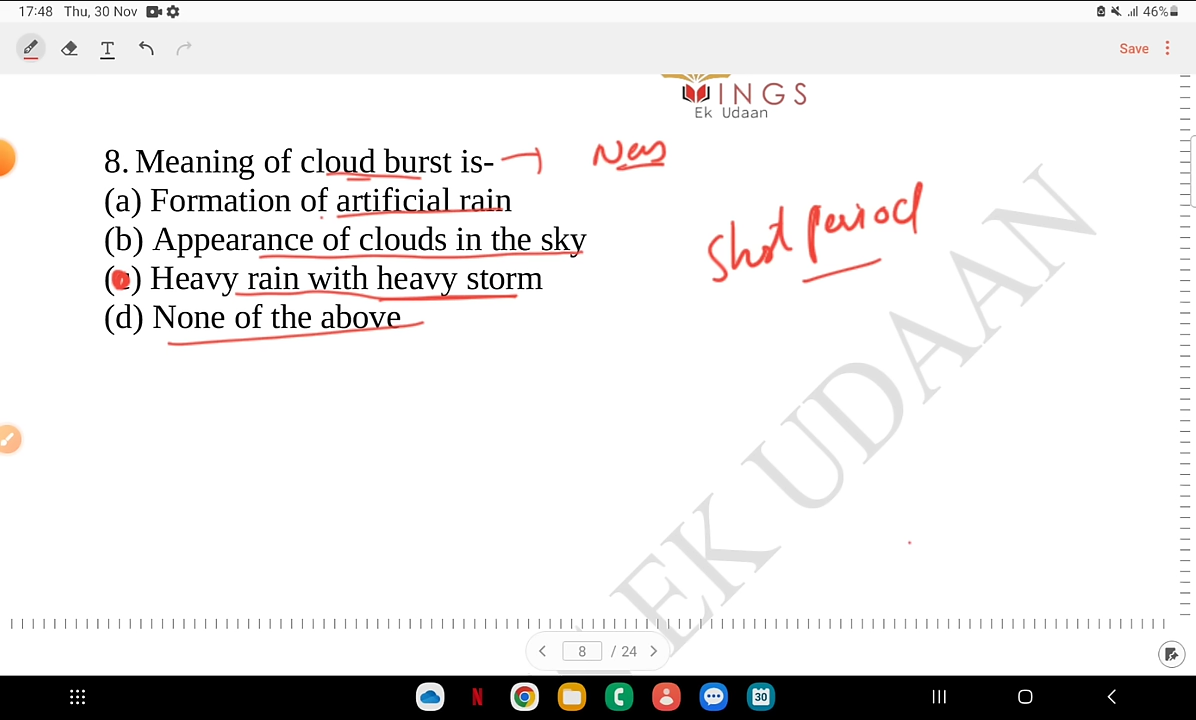 17:48 Thu, 30 Nov 46%
T Save
WINGS
Ek Udaan
8. Meaning of cloud burst is-
(a) Formation of artificial rain
(b) Appearance of clouds in the sky
(c) Heavy rain with heavy storm
(d) None of the above
Short period
EK UDAAN
8 / 24
N 30